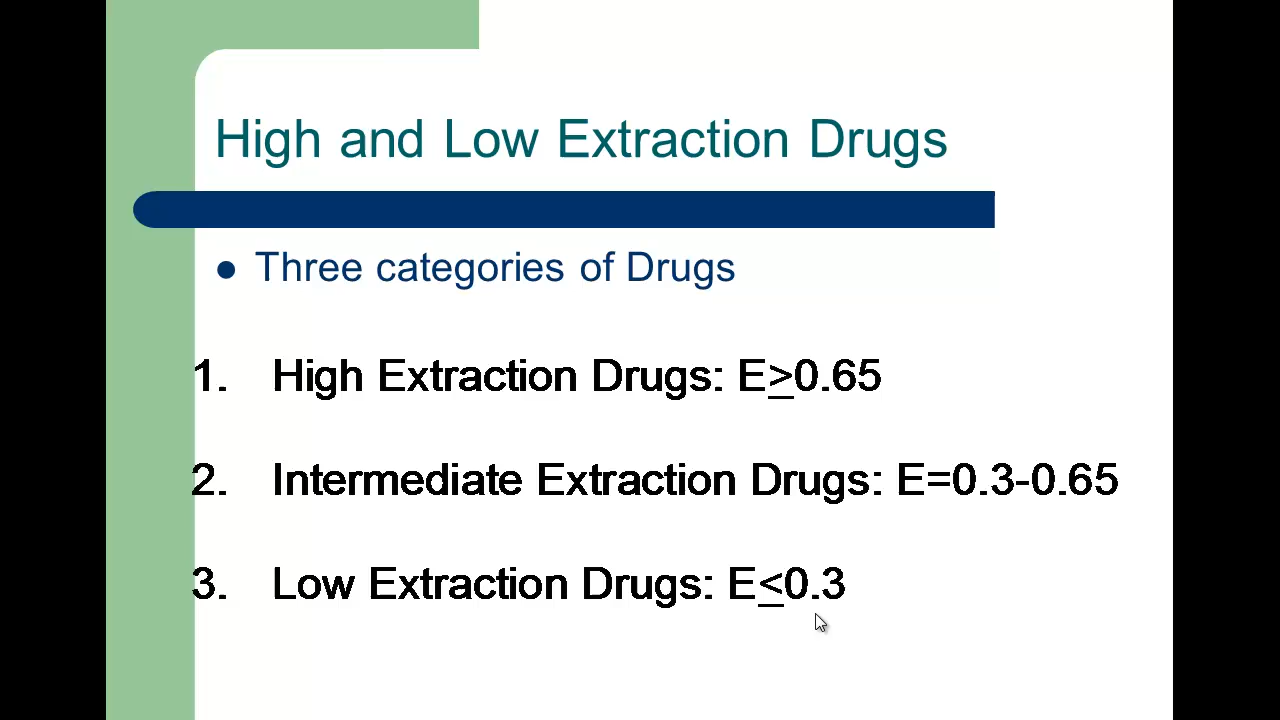 High and Low Extraction Drugs
● Three categories of Drugs
1. High Extraction Drugs: E≥0.65
2. Intermediate Extraction Drugs: E=0.3-0.65
3. Low Extraction Drugs: E≤0.3